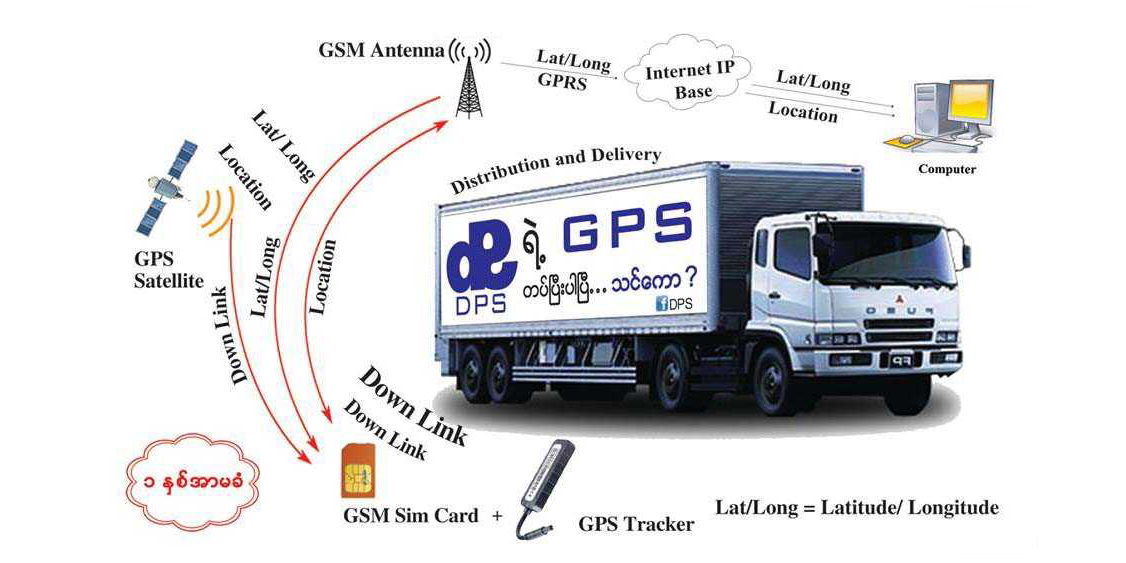 GSM Antenna
Lat/Long
GPRS
Internet IP
Base
Lat/Long
Location
Computer
Lat/ Long
Location
GPS
Satellite
Down Link
Lat/Long
Location
Distribution and Delivery
DPS
ရဲ့ GPS
တပ်ပြီးပါပြီ... သင်ကော ?
f DPS
FUSO
Down Link
Down Link
၁ နှစ်အာမခံ
GSM Sim Card +
GPS Tracker
Lat/Long = Latitude/ Longitude